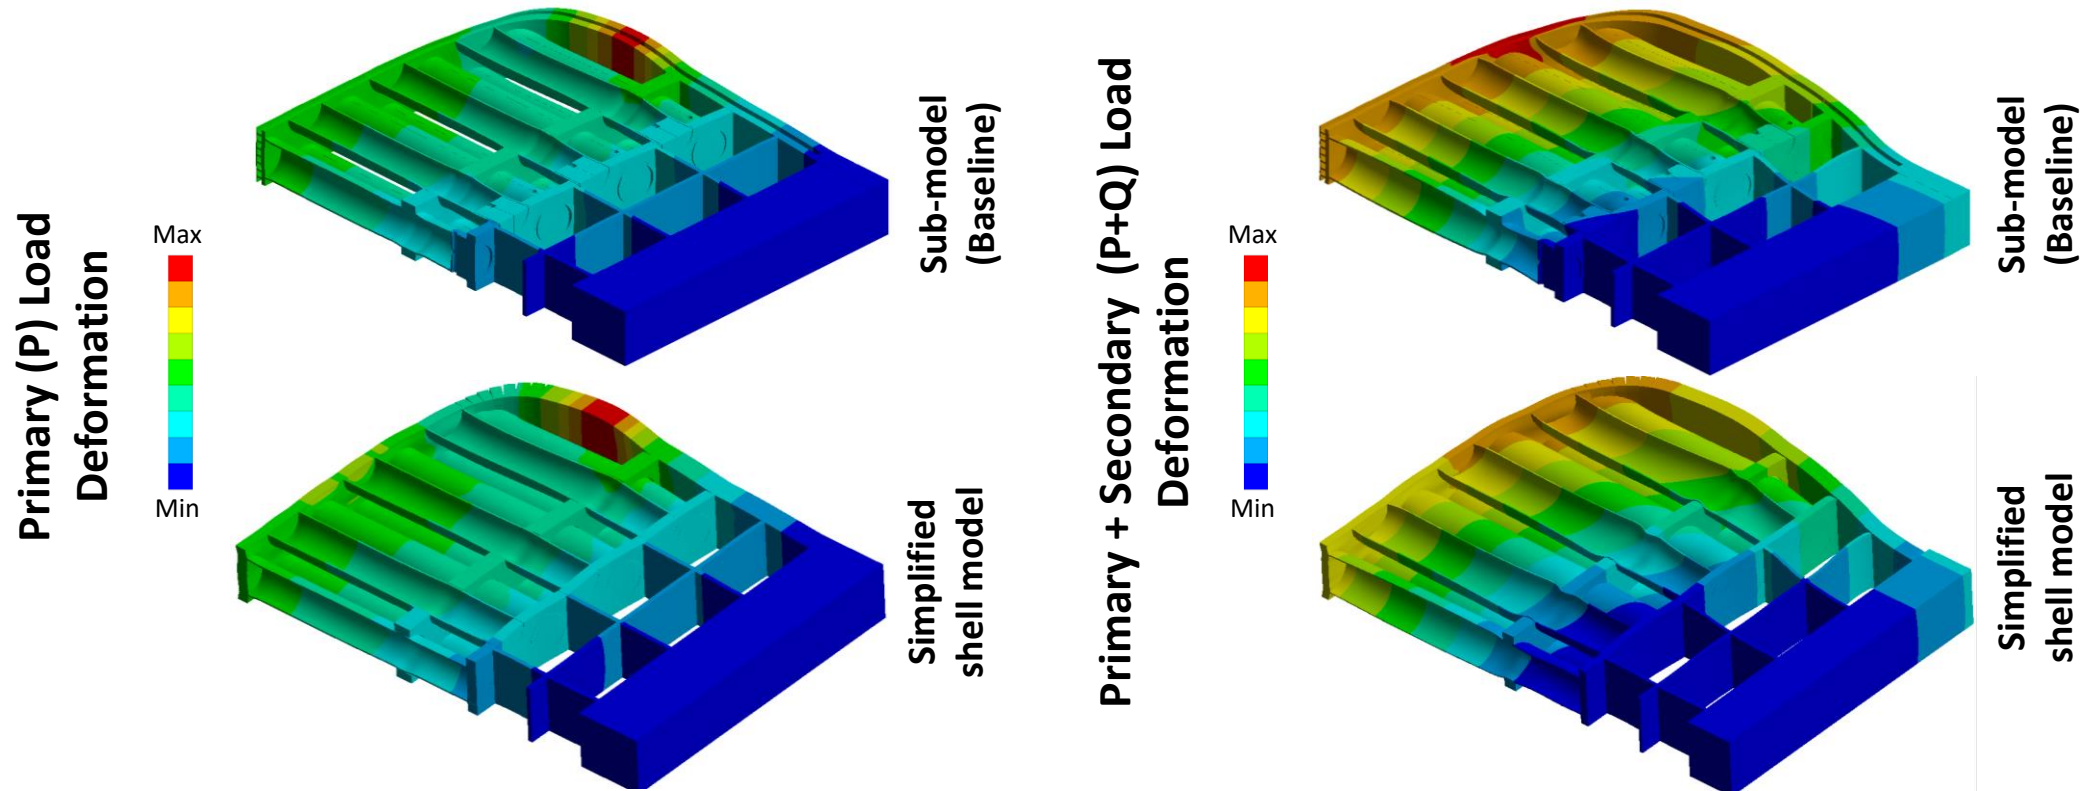 Primary (P) Load
Deformation
Max
Min
Sub-model
(Baseline)
Simplified
shell model
Primary + Secondary (P+Q) Load
Deformation
Max
Min
Sub-model
(Baseline)
Simplified
shell model